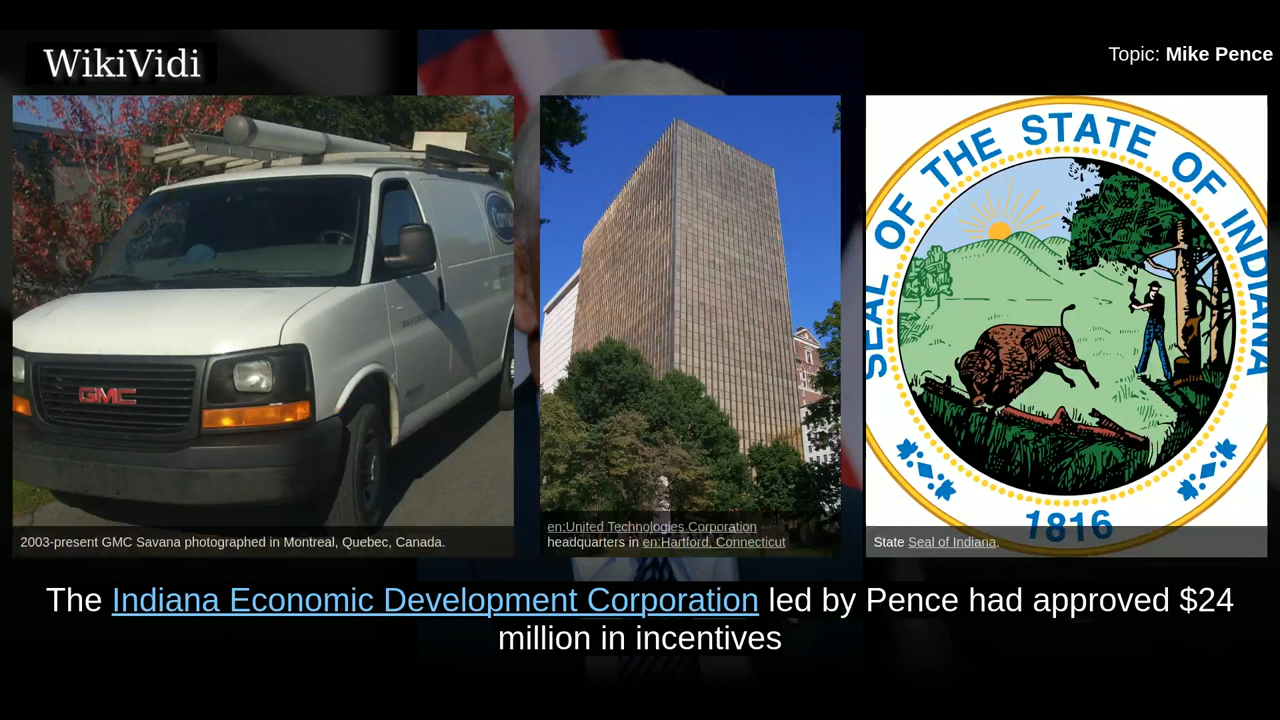 WikiVidi
Topic: Mike Pence
GMC
2003-present GMC Savana photographed in Montreal, Quebec, Canada.
en:United Technologies Corporation
headquarters in en:Hartford, Connecticut
SEAL OF THE STATE OF INDIANA
1816
State Seal of Indiana.
The Indiana Economic Development Corporation led by Pence had approved $24
million in incentives